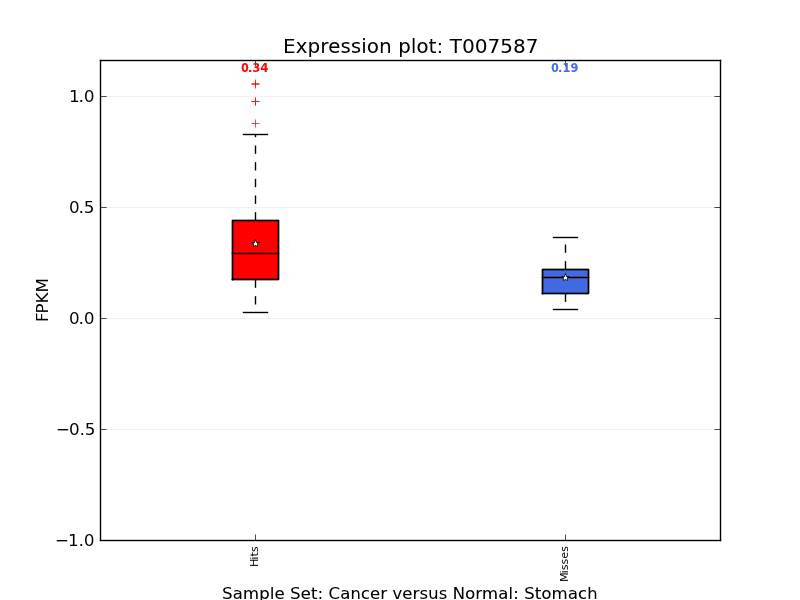 Expression plot: T007587
0.34
0.19
1.0
0.5
0.0
−0.5
−1.0
FPKM
Hits
Misses
Sample Set: Cancer versus Normal: Stomach